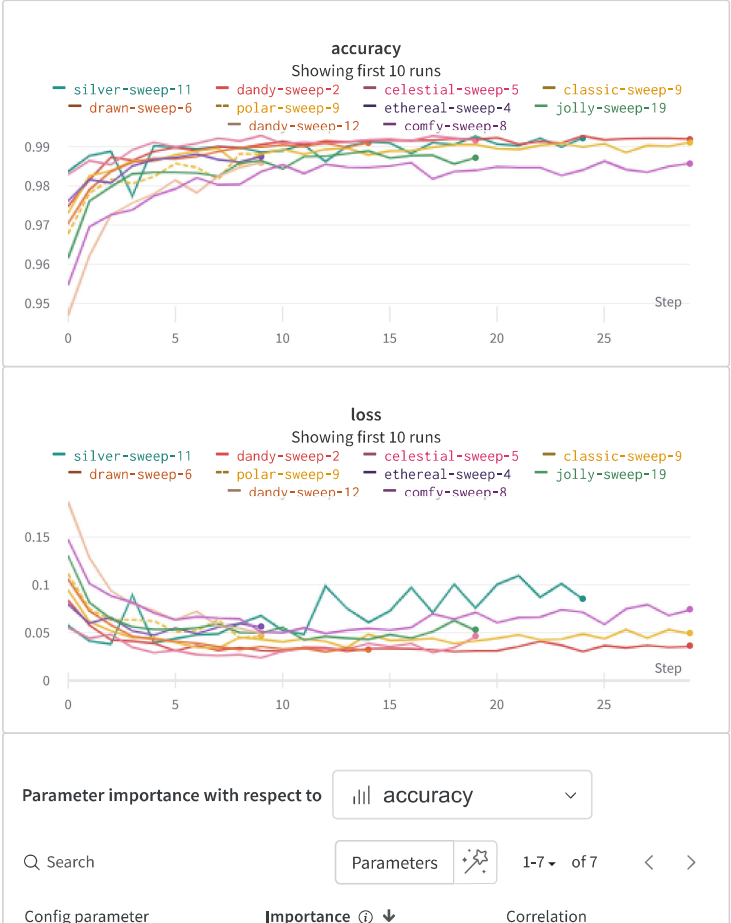 accuracy
Showing first 10 runs
silver-sweep-11 dandy-sweep-2 celestial-sweep-5 classic-sweep-9
drawn-sweep-6 polar-sweep-9 ethereal-sweep-4 jolly-sweep-19
dandy-sweep-12 comfy-sweep-8
0.99
0.98
0.97
0.96
0.95
Step
0 5 10 15 20 25
loss
Showing first 10 runs
silver-sweep-11 dandy-sweep-2 celestial-sweep-5 classic-sweep-9
drawn-sweep-6 polar-sweep-9 ethereal-sweep-4 jolly-sweep-19
dandy-sweep-12 comfy-sweep-8
0.15
0.1
0.05
0
Step
0 5 10 15 20 25
Parameter importance with respect to accuracy
Search Parameters 1-7 of 7
Config parameter Importance Correlation